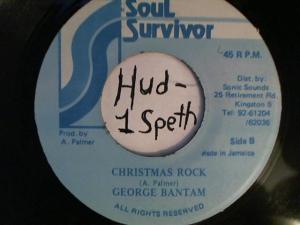 SOUL
Survivor
45 R.P.M.
Dist. by:
Sonic Sounds
25 Retirement Rd.
Kingston 5
Tel: 92-61204
/62036
Hud-
1 Speth
Prod. by
A. Palmer
Side B
Made in Jamaica
CHRISTMAS ROCK
(A. Palmer)
GEORGE BANTAM
ALL RIGHTS RESERVED